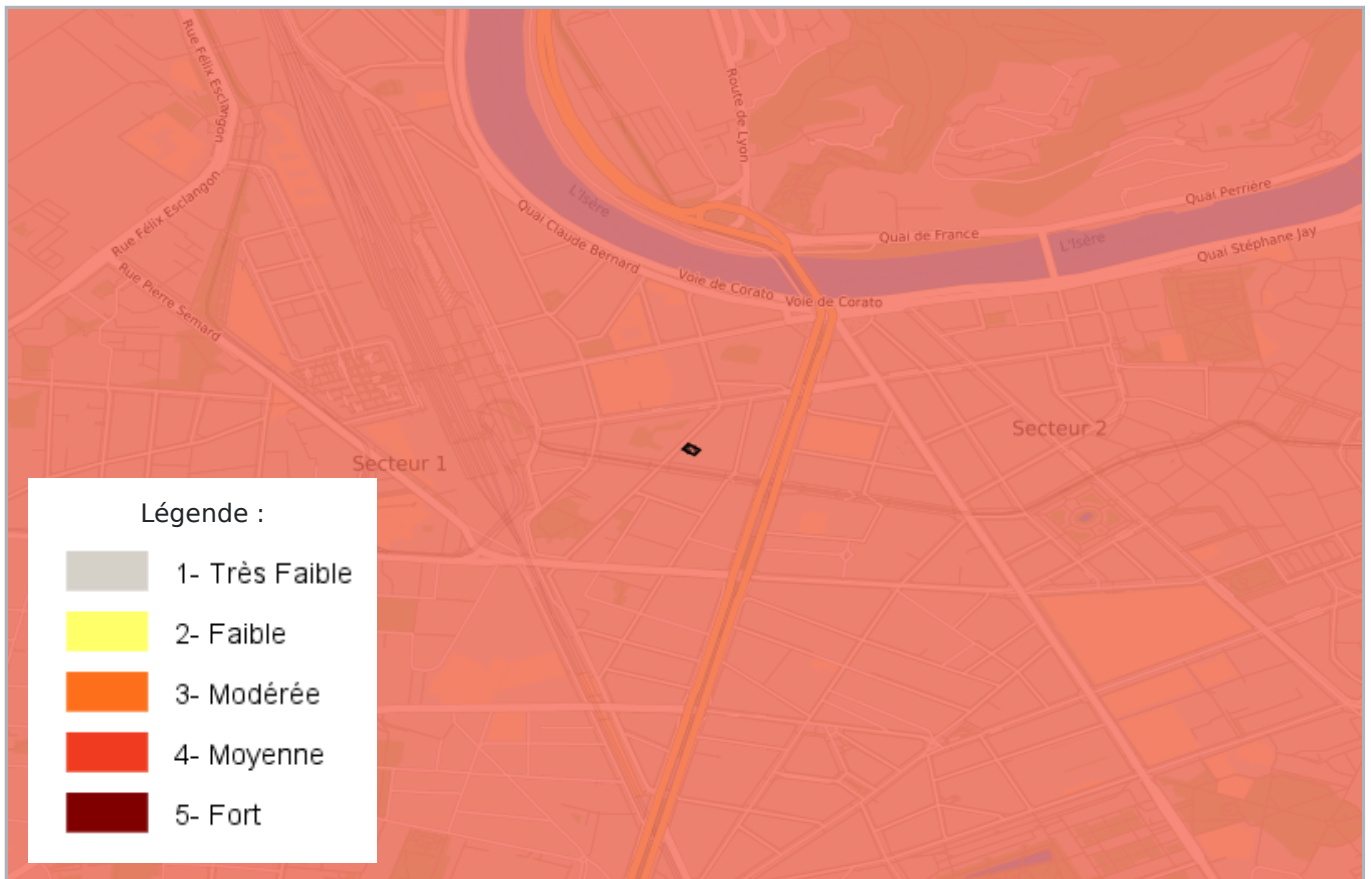 Rue Félix Esclangon
Route de Lyon
L'Isère
Quai Perrière
Rue Félix Esclangon
Quai Claude Bernard
Quai de France
L'Isère
Quai Stéphane Jay
Rue Pierre Semard
Voie de Corato
Voie de Corato
Secteur 2
Secteur 1
Légende :
1- Très Faible
2- Faible
3- Modérée
4- Moyenne
5- Fort